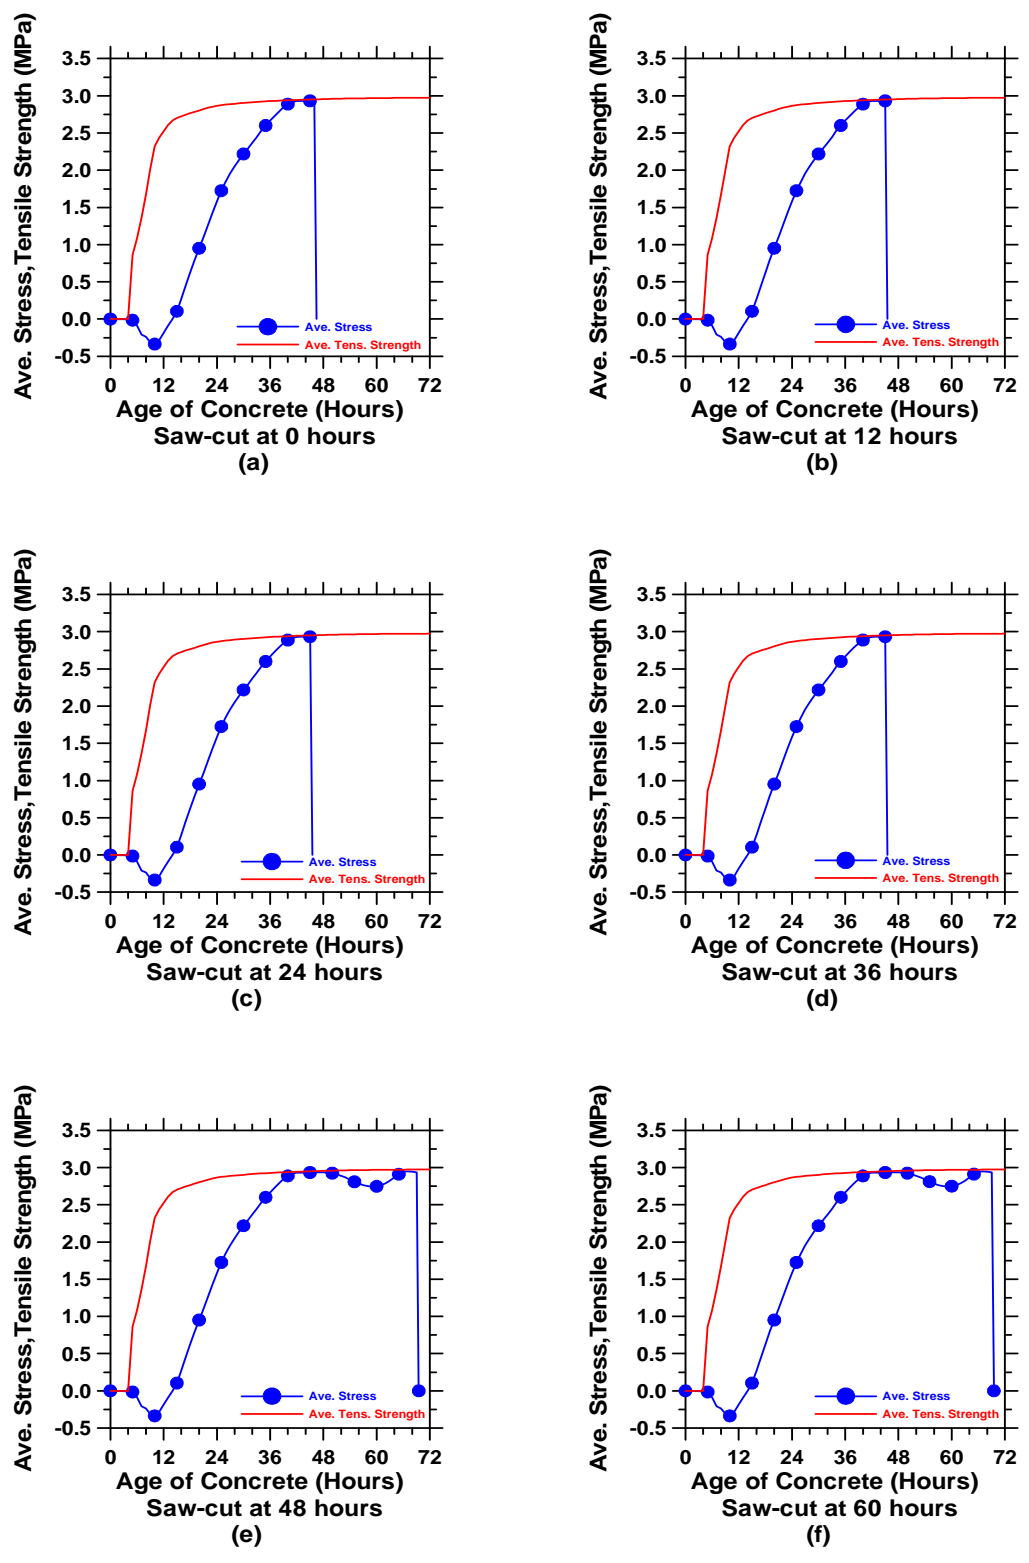 Ave. Stress,Tensile Strength (MPa)
3.5
3.0
2.5
2.0
1.5
1.0
0.5
0.0
-0.5
Ave. Stress
Ave. Tens. Strength
0 12 24 36 48 60 72
Age of Concrete (Hours)
Saw-cut at 0 hours
(a)
Ave. Stress,Tensile Strength (MPa)
3.5
3.0
2.5
2.0
1.5
1.0
0.5
0.0
-0.5
Ave. Stress
Ave. Tens. Strength
0 12 24 36 48 60 72
Age of Concrete (Hours)
Saw-cut at 12 hours
(b)
Ave. Stress,Tensile Strength (MPa)
3.5
3.0
2.5
2.0
1.5
1.0
0.5
0.0
-0.5
Ave. Stress
Ave. Tens. Strength
0 12 24 36 48 60 72
Age of Concrete (Hours)
Saw-cut at 24 hours
(c)
Ave. Stress,Tensile Strength (MPa)
3.5
3.0
2.5
2.0
1.5
1.0
0.5
0.0
-0.5
Ave. Stress
Ave. Tens. Strength
0 12 24 36 48 60 72
Age of Concrete (Hours)
Saw-cut at 36 hours
(d)
Ave. Stress,Tensile Strength (MPa)
3.5
3.0
2.5
2.0
1.5
1.0
0.5
0.0
-0.5
Ave. Stress
Ave. Tens. Strength
0 12 24 36 48 60 72
Age of Concrete (Hours)
Saw-cut at 48 hours
(e)
Ave. Stress,Tensile Strength (MPa)
3.5
3.0
2.5
2.0
1.5
1.0
0.5
0.0
-0.5
Ave. Stress
Ave. Tens. Strength
0 12 24 36 48 60 72
Age of Concrete (Hours)
Saw-cut at 60 hours
(f)